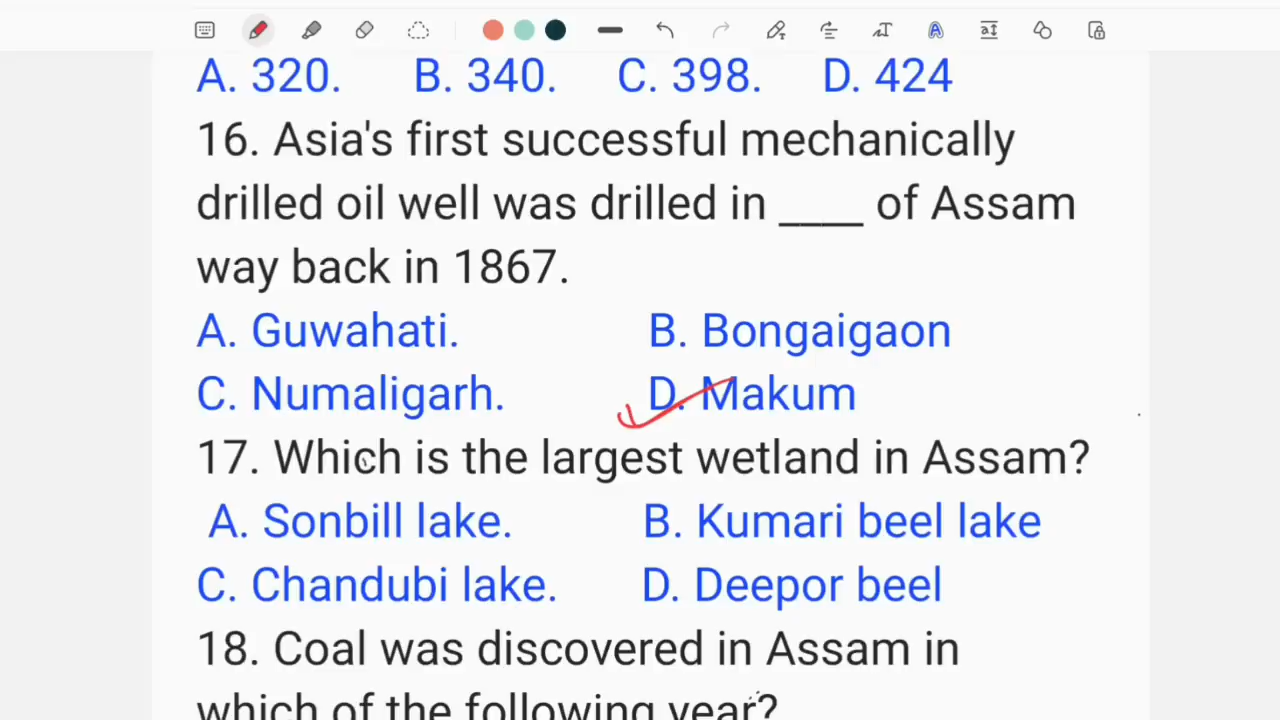 A. 320. B. 340. C. 398. D. 424
16. Asia's first successful mechanically
drilled oil well was drilled in ____ of Assam
way back in 1867.
A. Guwahati. B. Bongaigaon
C. Numaligarh. D. Makum
17. Which is the largest wetland in Assam?
A. Sonbill lake. B. Kumari beel lake
C. Chandubi lake. D. Deepor beel
18. Coal was discovered in Assam in
which of the following year?